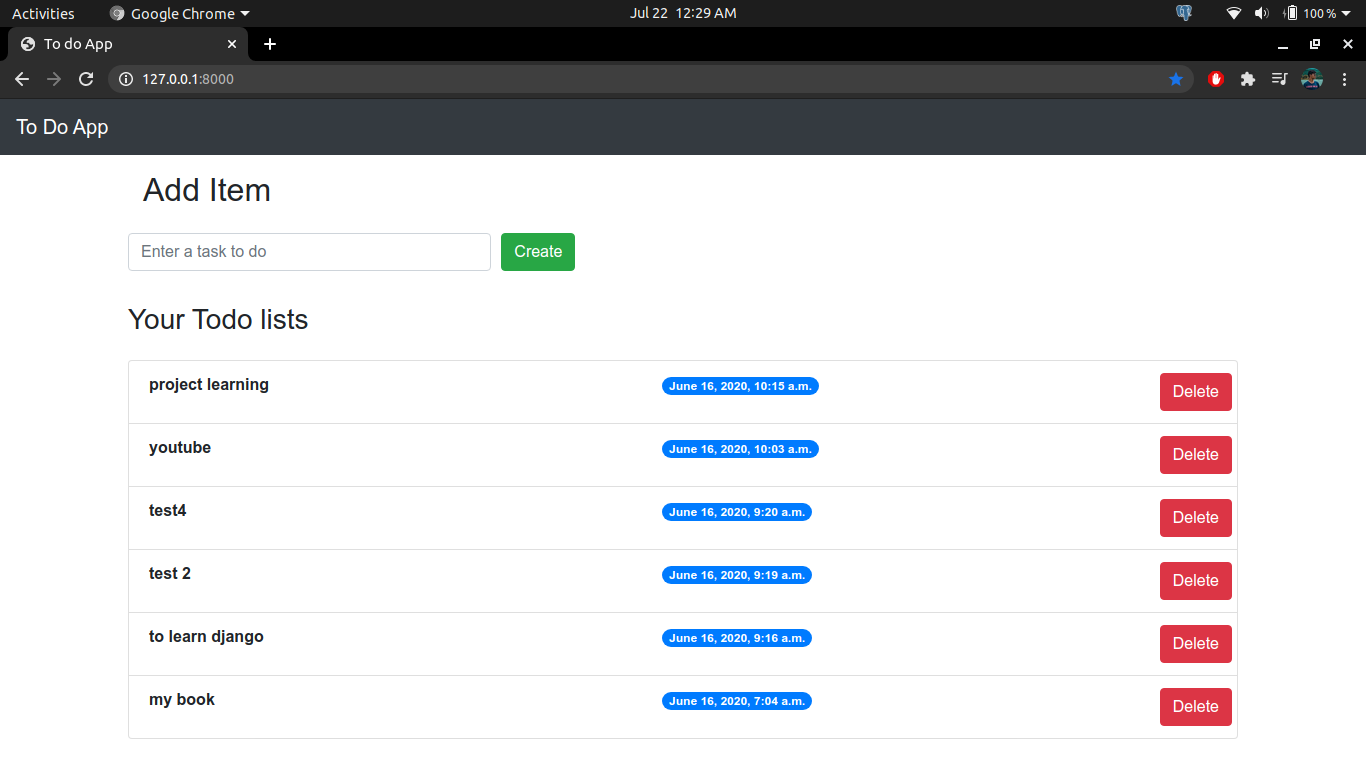 Activities Google Chrome Jul 22 12:29 AM 100 %
To do App
127.0.0.1:8000
To Do App
Add Item
Enter a task to do Create
Your Todo lists
project learning June 16, 2020, 10:15 a.m. Delete
youtube June 16, 2020, 10:03 a.m. Delete
test4 June 16, 2020, 9:20 a.m. Delete
test 2 June 16, 2020, 9:19 a.m. Delete
to learn django June 16, 2020, 9:16 a.m. Delete
my book June 16, 2020, 7:04 a.m. Delete